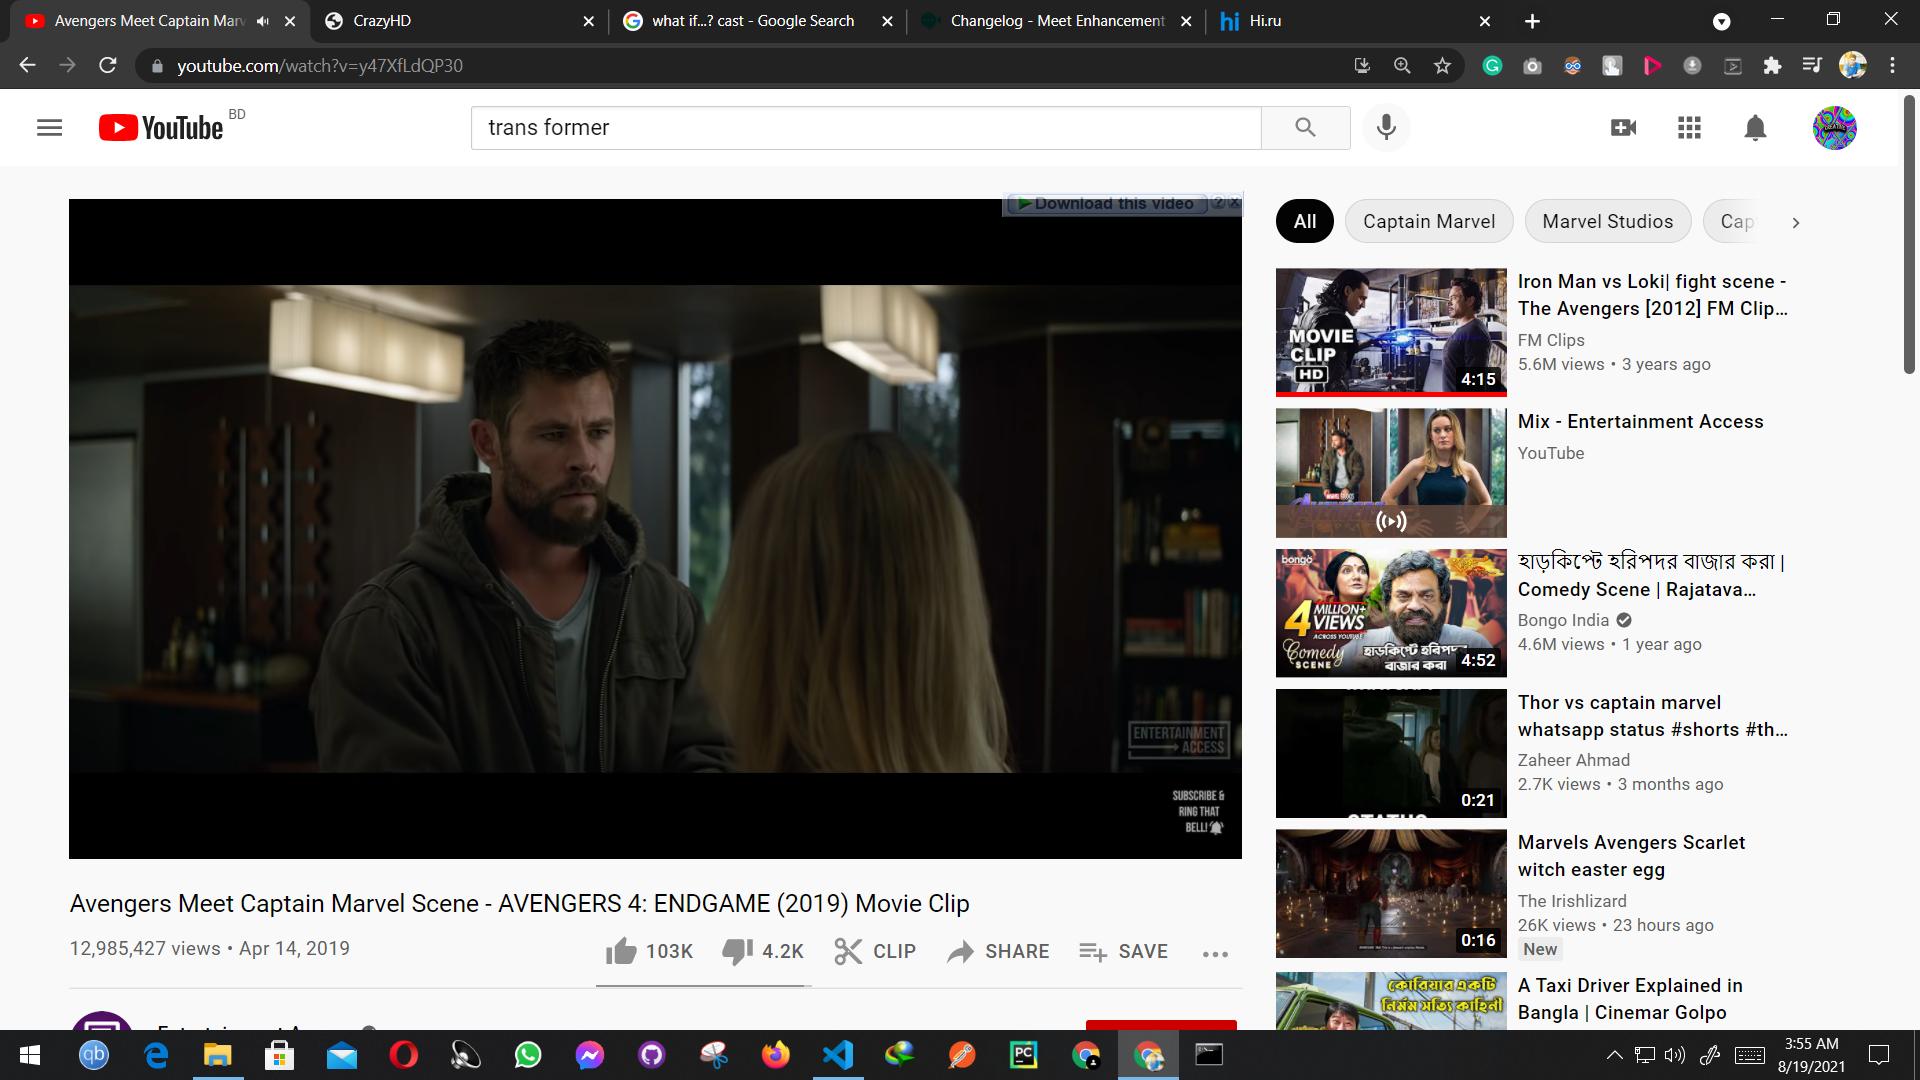 Avengers Meet Captain Marv
CrazyHD
what if...? cast - Google Search
Changelog - Meet Enhancement
Hi.ru
youtube.com/watch?v=y47XfLdQP30
YouTube BD
trans former
Download this video
All
Captain Marvel
Marvel Studios
Cap
MOVIE
CLIP
HD
4:15
Iron Man vs Loki| fight scene -
The Avengers [2012] FM Clip...
FM Clips
5.6M views • 3 years ago
Mix - Entertainment Access
YouTube
bongo
4 MILLION+
VIEWS
ACROSS YOUTUBE
Comedy
SCENE
হাড়কিপ্টে হরিপদর
বাজার করা
4:52
হাড়কিপ্টে হরিপদর বাজার করা |
Comedy Scene | Rajatava...
Bongo India
4.6M views • 1 year ago
0:21
STATUS
Thor vs captain marvel
whatsapp status #shorts #th...
Zaheer Ahmad
2.7K views • 3 months ago
0:16
Marvels Avengers Scarlet
witch easter egg
The Irishlizard
26K views • 23 hours ago
New
কোরিয়ার একটি
নির্মম সত্যি কাহিনী
A Taxi Driver Explained in
Bangla | Cinemar Golpo
ENTERTAINMENT
ACCESS
SUBSCRIBE &
RING THAT
BELL!
Avengers Meet Captain Marvel Scene - AVENGERS 4: ENDGAME (2019) Movie Clip
12,985,427 views • Apr 14, 2019
103K
4.2K
CLIP
SHARE
SAVE
qb
PC
3:55 AM
8/19/2021